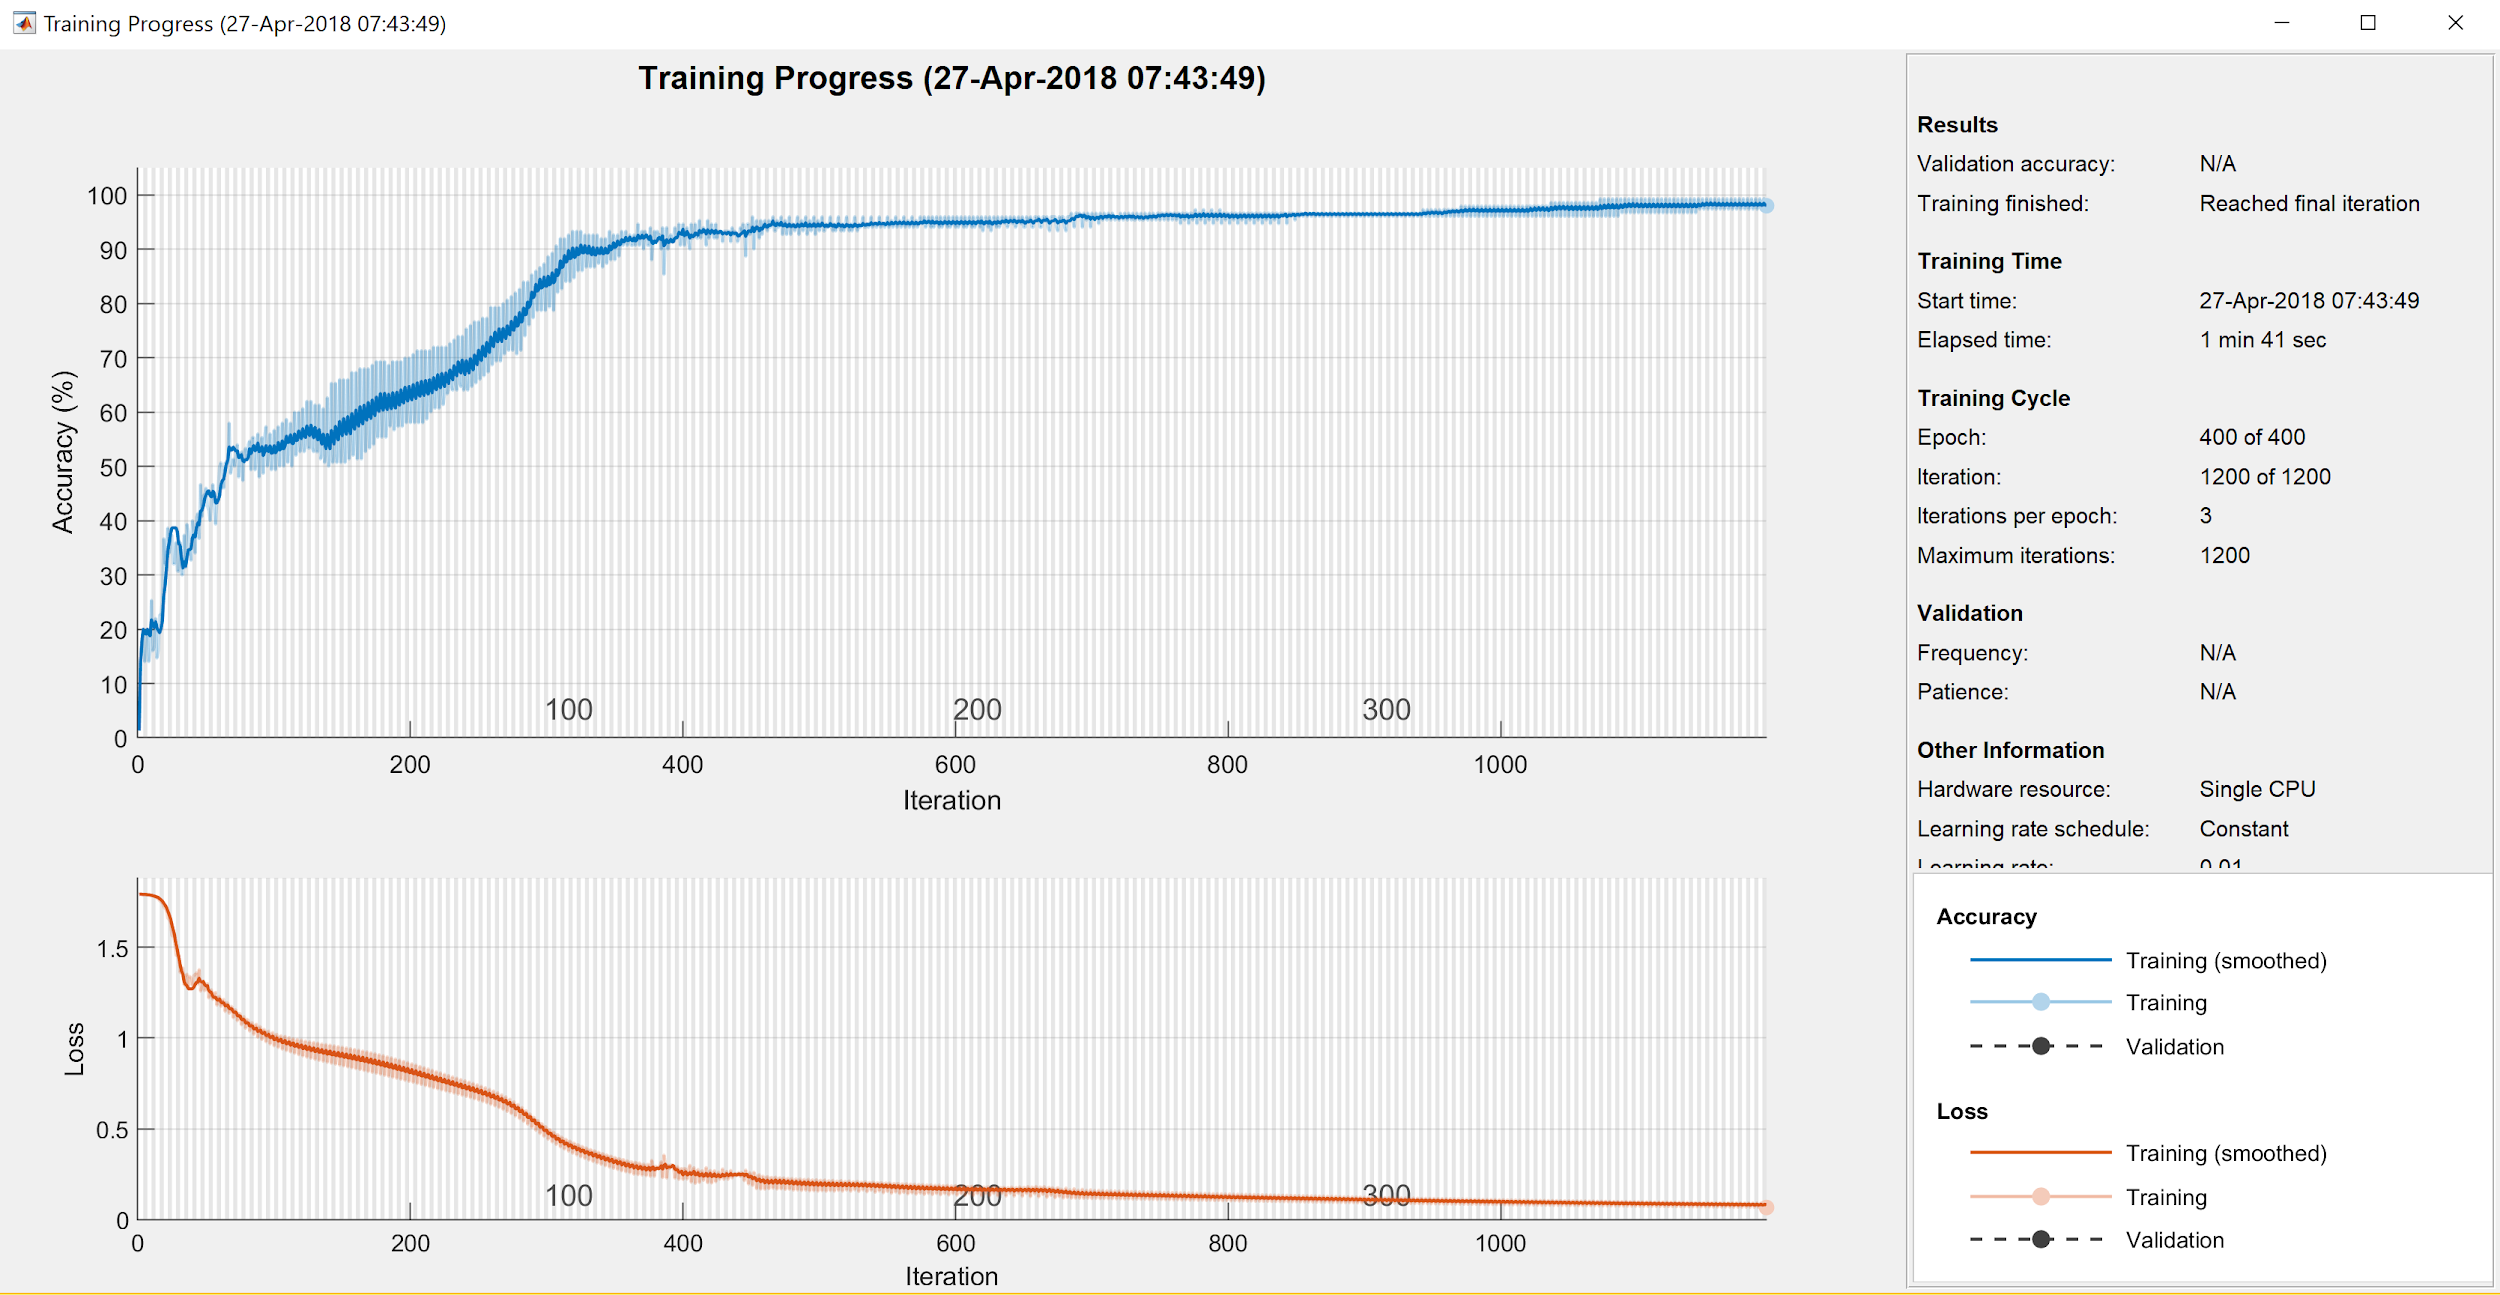 Training Progress (27-Apr-2018 07:43:49)
Training Progress (27-Apr-2018 07:43:49)
Accuracy (%)
100
90
80
70
60
50
40
30
20
10
0
100 200 300
0 200 400 600 800 1000
Iteration
Loss
1.5
1
0.5
0
100 200 300
0 200 400 600 800 1000
Iteration
Results
Validation accuracy: N/A
Training finished: Reached final iteration
Training Time
Start time: 27-Apr-2018 07:43:49
Elapsed time: 1 min 41 sec
Training Cycle
Epoch: 400 of 400
Iteration: 1200 of 1200
Iterations per epoch: 3
Maximum iterations: 1200
Validation
Frequency: N/A
Patience: N/A
Other Information
Hardware resource: Single CPU
Learning rate schedule: Constant
Learning rate: 0.01
Accuracy
Training (smoothed)
Training
Validation
Loss
Training (smoothed)
Training
Validation